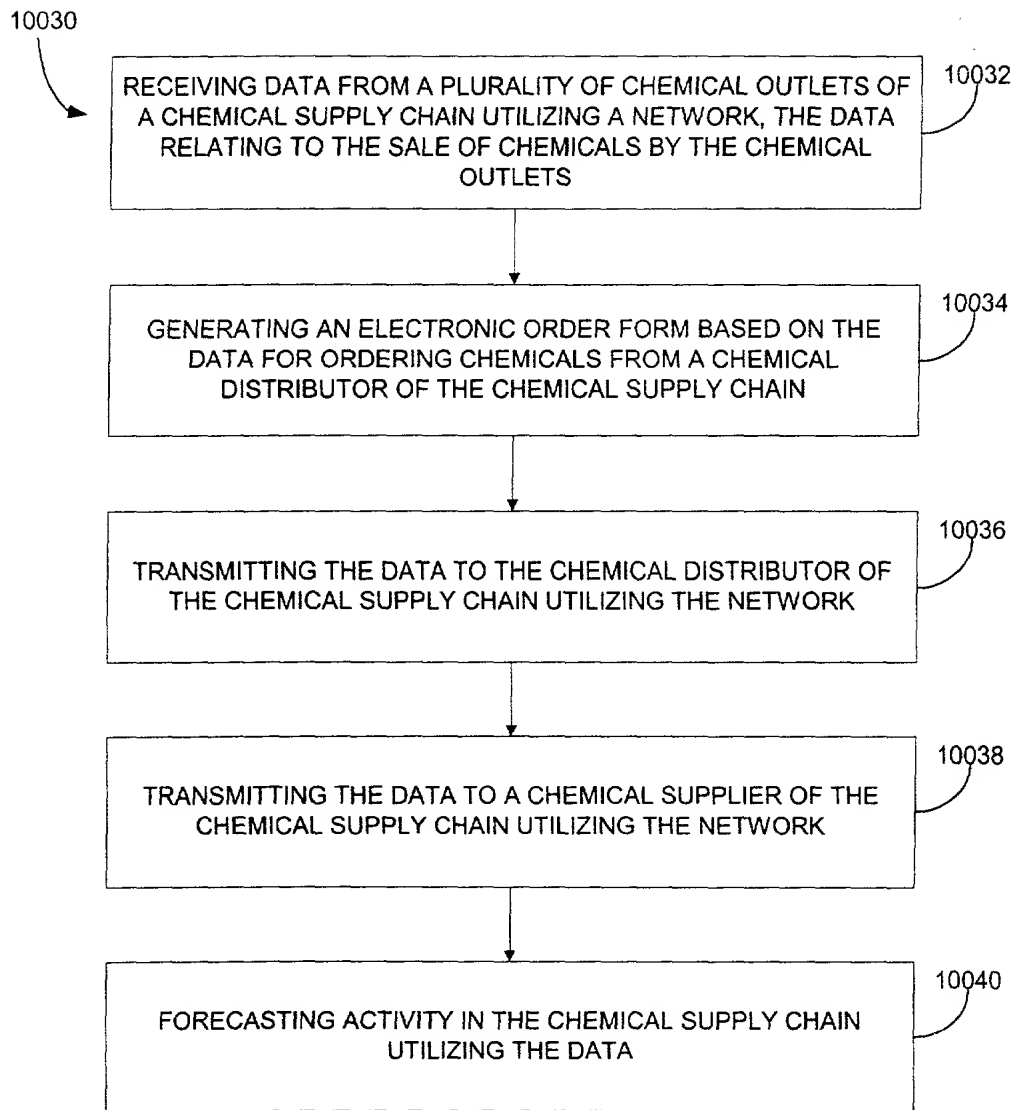 10030
RECEIVING DATA FROM A PLURALITY OF CHEMICAL OUTLETS OF
A CHEMICAL SUPPLY CHAIN UTILIZING A NETWORK, THE DATA
RELATING TO THE SALE OF CHEMICALS BY THE CHEMICAL
OUTLETS
10032
GENERATING AN ELECTRONIC ORDER FORM BASED ON THE
DATA FOR ORDERING CHEMICALS FROM A CHEMICAL
DISTRIBUTOR OF THE CHEMICAL SUPPLY CHAIN
10034
TRANSMITTING THE DATA TO THE CHEMICAL DISTRIBUTOR OF
THE CHEMICAL SUPPLY CHAIN UTILIZING THE NETWORK
10036
TRANSMITTING THE DATA TO A CHEMICAL SUPPLIER OF THE
CHEMICAL SUPPLY CHAIN UTILIZING THE NETWORK
10038
FORECASTING ACTIVITY IN THE CHEMICAL SUPPLY CHAIN
UTILIZING THE DATA
10040